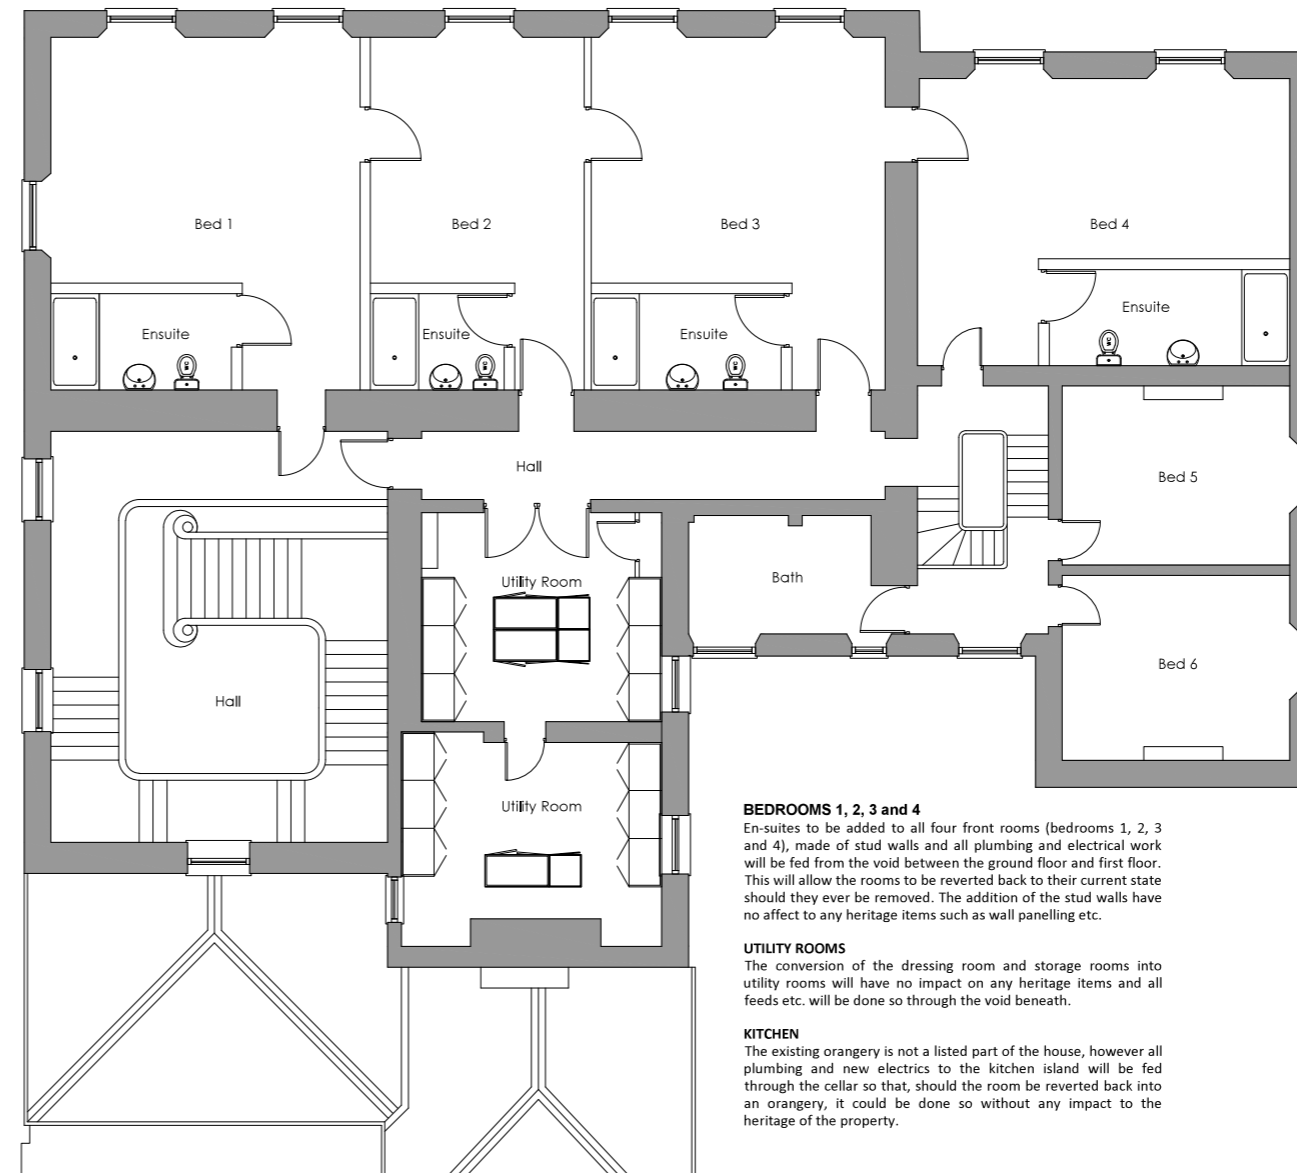 Bed 1
Bed 2
Bed 3
Bed 4
Ensuite
Ensuite
Ensuite
Ensuite
Hall
Bed 5
Utility Room
Bath
Bed 6
Hall
Utility Room
BEDROOMS 1, 2, 3 and 4
En-suites to be added to all four front rooms (bedrooms 1, 2, 3
and 4), made of stud walls and all plumbing and electrical work
will be fed from the void between the ground floor and first floor.
This will allow the rooms to be reverted back to their current state
should they ever be removed. The addition of the stud walls have
no affect to any heritage items such as wall panelling etc.
UTILITY ROOMS
The conversion of the dressing room and storage rooms into
utility rooms will have no impact on any heritage items and all
feeds etc. will be done so through the void beneath.
KITCHEN
The existing orangery is not a listed part of the house, however all
plumbing and new electrics to the kitchen island will be fed
through the cellar so that, should the room be reverted back into
an orangery, it could be done so without any impact to the
heritage of the property.